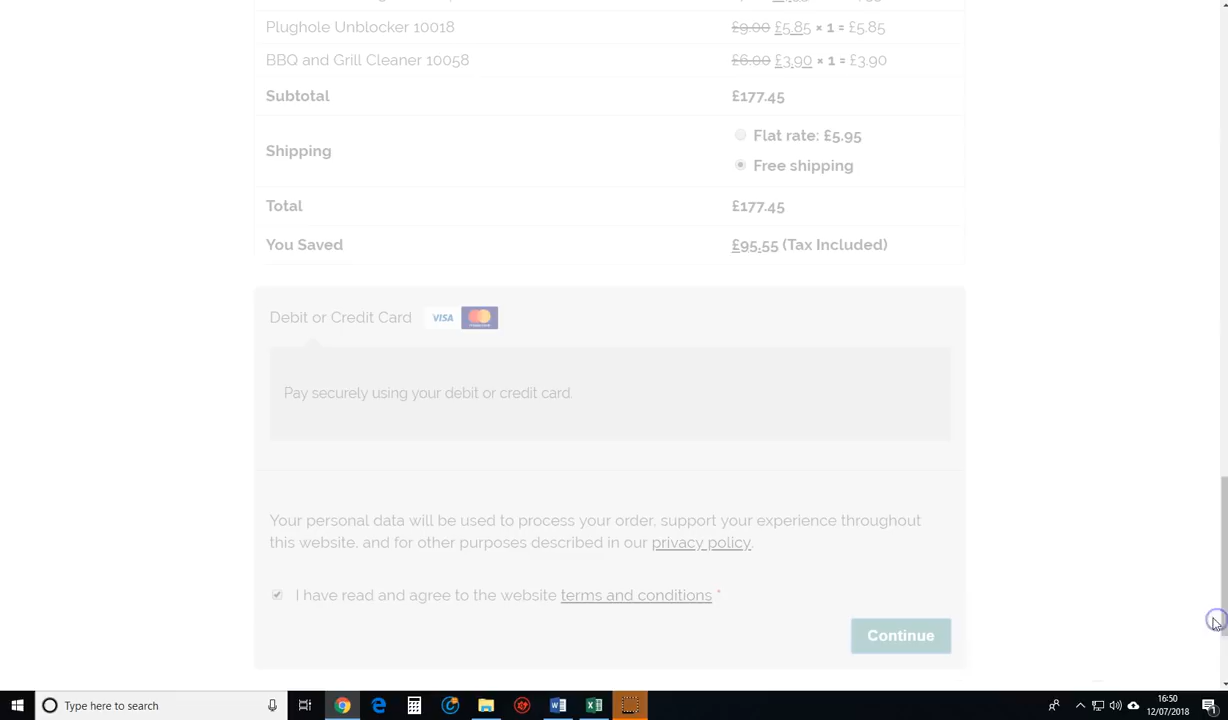 Plughole Unblocker 10018 £9.00 £5.85 × 1 = £5.85
BBQ and Grill Cleaner 10058 £6.00 £3.90 × 1 = £3.90
Subtotal £177.45
Flat rate: £5.95
Shipping
Free shipping
Total £177.45
You Saved £95.55 (Tax Included)
Debit or Credit Card VISA
Pay securely using your debit or credit card.
Your personal data will be used to process your order, support your experience throughout
this website, and for other purposes described in our privacy policy.
I have read and agree to the website terms and conditions *
Continue
Type here to search
16:50
12/07/2018